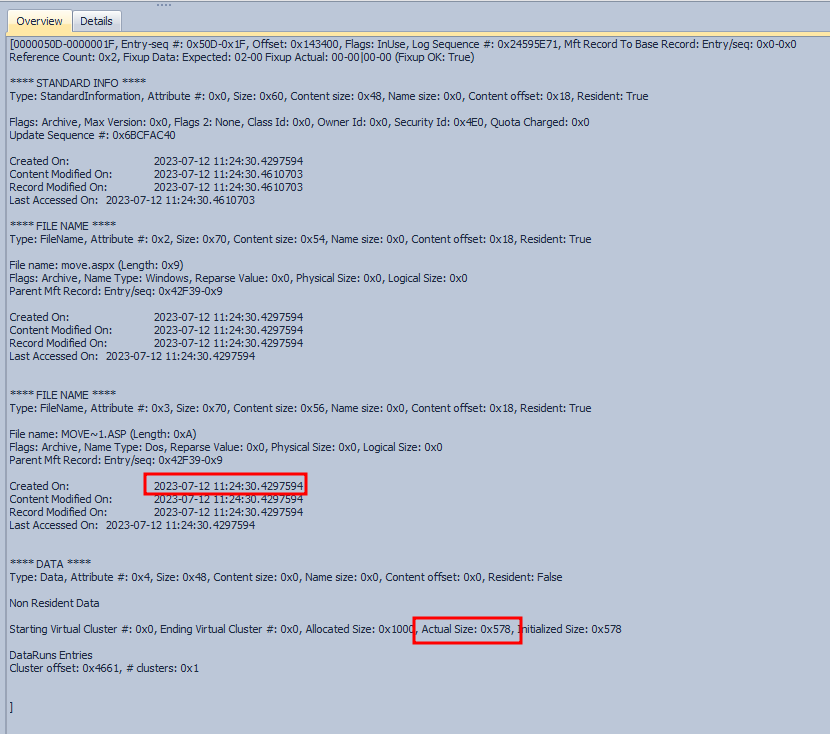 Overview
Details
[0000050D-0000001F, Entry-seq #: 0x50D-0x1F, Offset: 0x143400, Flags: InUse, Log Sequence #: 0x24595E71, Mft Record To Base Record: Entry/seq: 0x0-0x0
Reference Count: 0x2, Fixup Data: Expected: 02-00 Fixup Actual: 00-00|00-00 (Fixup OK: True)
**** STANDARD INFO ****
Type: StandardInformation, Attribute #: 0x0, Size: 0x60, Content size: 0x48, Name size: 0x0, Content offset: 0x18, Resident: True
Flags: Archive, Max Version: 0x0, Flags 2: None, Class Id: 0x0, Owner Id: 0x0, Security Id: 0x4E0, Quota Charged: 0x0
Update Sequence #: 0x6BCFAC40
Created On: 2023-07-12 11:24:30.4297594
Content Modified On: 2023-07-12 11:24:30.4610703
Record Modified On: 2023-07-12 11:24:30.4610703
Last Accessed On: 2023-07-12 11:24:30.4610703
**** FILE NAME ****
Type: FileName, Attribute #: 0x2, Size: 0x70, Content size: 0x54, Name size: 0x0, Content offset: 0x18, Resident: True
File name: move.aspx (Length: 0x9)
Flags: Archive, Name Type: Windows, Reparse Value: 0x0, Physical Size: 0x0, Logical Size: 0x0
Parent Mft Record: Entry/seq: 0x42F39-0x9
Created On: 2023-07-12 11:24:30.4297594
Content Modified On: 2023-07-12 11:24:30.4297594
Record Modified On: 2023-07-12 11:24:30.4297594
Last Accessed On: 2023-07-12 11:24:30.4297594
**** FILE NAME ****
Type: FileName, Attribute #: 0x3, Size: 0x70, Content size: 0x56, Name size: 0x0, Content offset: 0x18, Resident: True
File name: MOVE~1.ASP (Length: 0xA)
Flags: Archive, Name Type: Dos, Reparse Value: 0x0, Physical Size: 0x0, Logical Size: 0x0
Parent Mft Record: Entry/seq: 0x42F39-0x9
Created On: 2023-07-12 11:24:30.4297594
Content Modified On: 2023-07-12 11:24:30.4297594
Record Modified On: 2023-07-12 11:24:30.4297594
Last Accessed On: 2023-07-12 11:24:30.4297594
**** DATA ****
Type: Data, Attribute #: 0x4, Size: 0x48, Content size: 0x0, Name size: 0x0, Content offset: 0x0, Resident: False
Non Resident Data
Starting Virtual Cluster #: 0x0, Ending Virtual Cluster #: 0x0, Allocated Size: 0x1000, Actual Size: 0x578, Initialized Size: 0x578
DataRuns Entries
Cluster offset: 0x4661, # clusters: 0x1
]